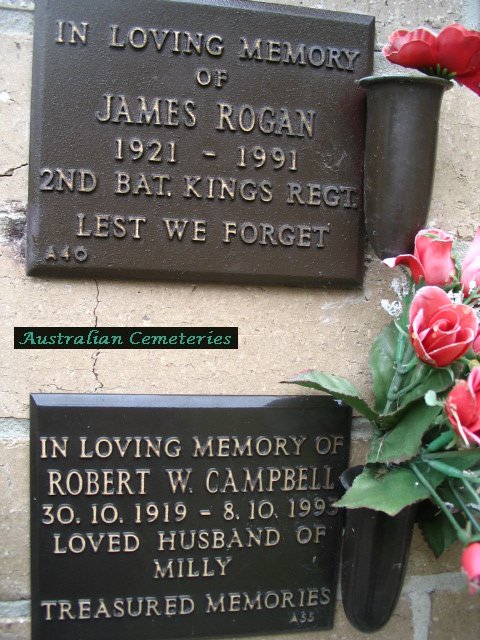 IN LOVING MEMORY
OF
JAMES ROGAN
1921 - 1991
2ND BAT. KINGS REGT.
LEST WE FORGET
A40
Australian Cemeteries
IN LOVING MEMORY OF
ROBERT W. CAMPBELL
30. 10. 1919 - 8. 10. 1993
LOVED HUSBAND OF
MILLY
TREASURED MEMORIES
A33